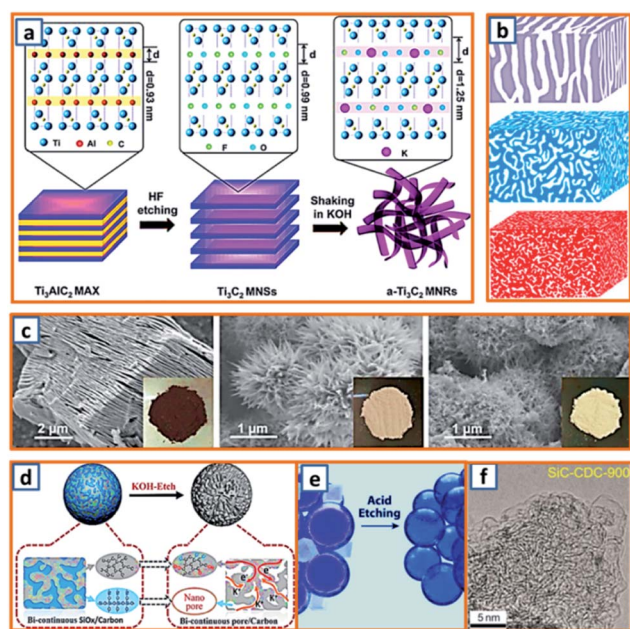 a
d
d=0.93 nm
Ti Al C
d
d=0.99 nm
F O
d
d=1.25 nm
K
HF
etching
Shaking
in KOH
Ti₃AlC₂ MAX
Ti₃C₂ MNSs
a-Ti₃C₂ MNRs
b
c
2 μm
1 μm
1 μm
d
KOH-Etch
Bi-continuous SiOx/Carbon
Nano
pore
e⁻
e⁻
K⁺
K⁺
Bi-continuous pore/Carbon
e
Acid
Etching
f
SiC-CDC-900
5 nm